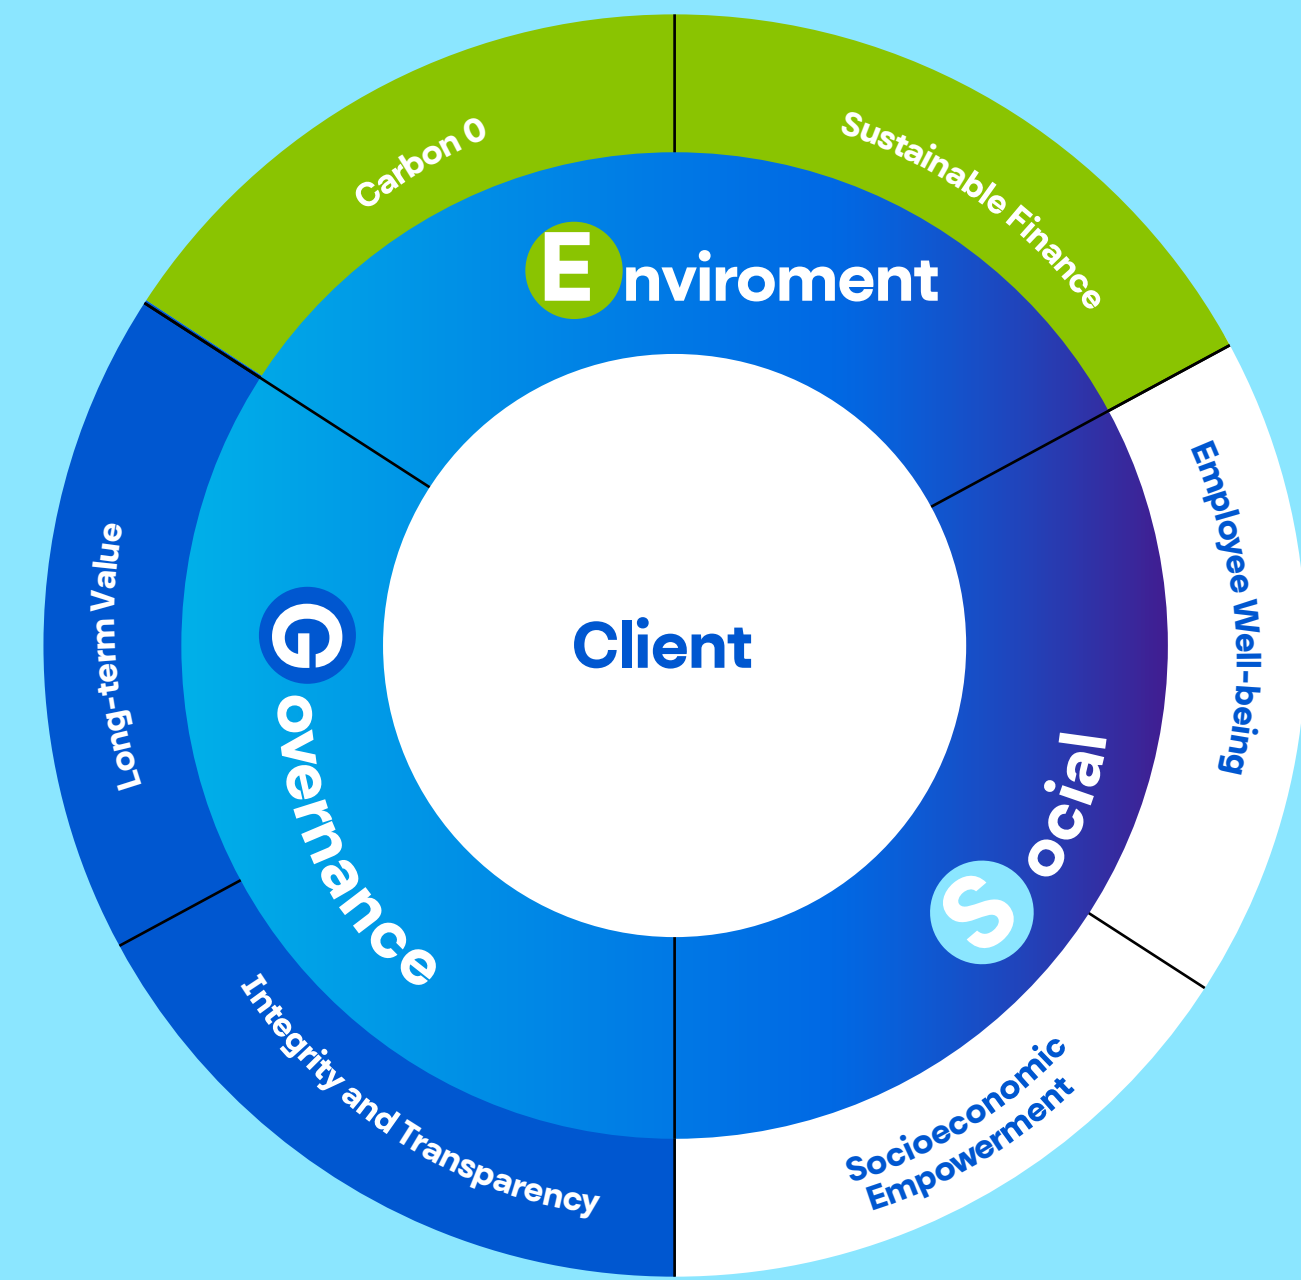 Carbon 0
Sustainable Finance
Enviroment
Employee Well-being
Long-term Value
Client
Governance
Social
Integrity and Transparency
Socioeconomic
Empowerment